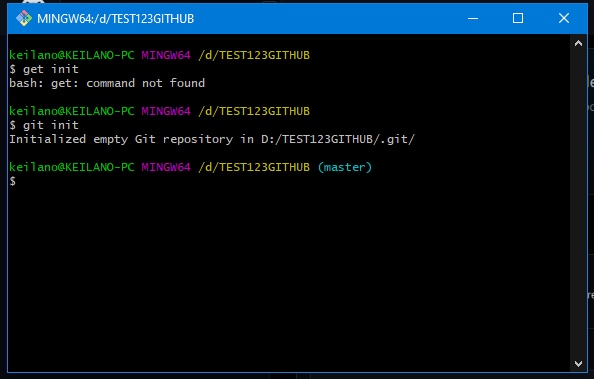 MINGW64:/d/TEST123GITHUB
keilano@KEILANO-PC MINGW64 /d/TEST123GITHUB
$ get init
bash: get: command not found
keilano@KEILANO-PC MINGW64 /d/TEST123GITHUB
$ git init
Initialized empty Git repository in D:/TEST123GITHUB/.git/
keilano@KEILANO-PC MINGW64 /d/TEST123GITHUB (master)
$